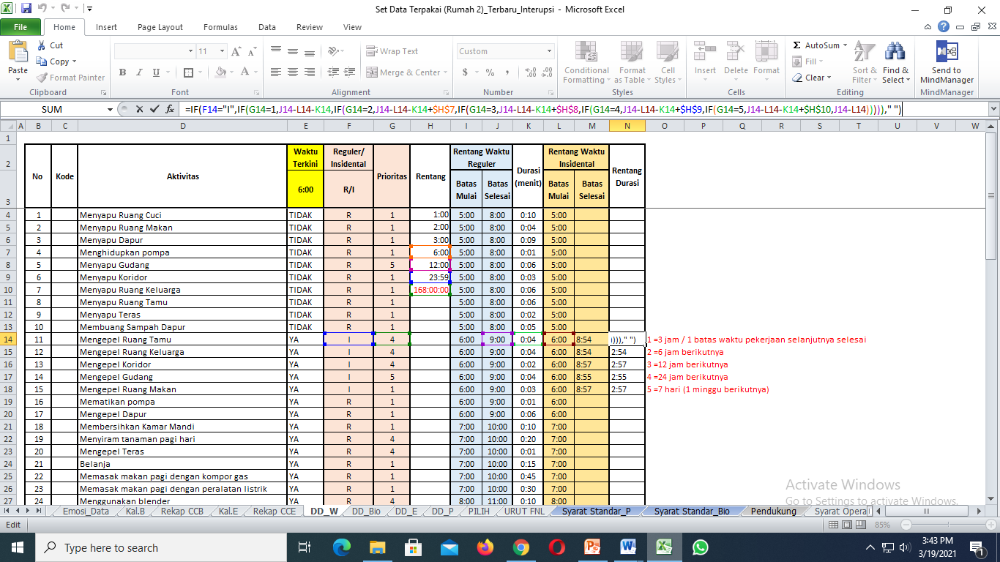 Set Data Terpakai (Rumah 2)_Terbaru_Interupsi - Microsoft Excel
File Home Insert Page Layout Formulas Data Review View
Paste Cut Copy Format Painter Clipboard
11 B I U Font
Wrap Text Merge & Center Alignment
Custom $ % , Number
Conditional Formatting Format as Table Cell Styles Styles
Insert Delete Format Cells
AutoSum Fill Clear Sort & Filter Find & Select Editing
Send to MindManager MindManager
SUM fx =IF(F14="I",IF(G14=1,J14-L14-K14,IF(G14=2,J14-L14-K14+$H$7,IF(G14=3,J14-L14-K14+$H$8,IF(G14=4,J14-L14-K14+$H$9,IF(G14=5,J14-L14-K14+$H$10,J14-L14)))))," ")
A B C D E F G H I J K L M N O P Q R S T U V W
1
2 No Kode Aktivitas Waktu Terkini Reguler/ Insidental Prioritas Rentang Rentang Waktu Reguler Durasi (menit) Rentang Waktu Insidental Rentang Durasi
3 6:00 R/I Batas Mulai Batas Selesai Batas Mulai Batas Selesai
4 1 Menyapu Ruang Cuci TIDAK R 1 1:00 5:00 8:00 0:10 5:00
5 2 Menyapu Ruang Makan TIDAK R 1 2:00 5:00 8:00 0:04 5:00
6 3 Menyapu Dapur TIDAK R 1 3:00 5:00 8:00 0:09 5:00
7 4 Menghidupkan pompa TIDAK R 1 6:00 5:00 8:00 0:01 5:00
8 5 Menyapu Gudang TIDAK R 5 12:00 5:00 8:00 0:06 5:00
9 6 Menyapu Koridor TIDAK R 1 23:59 5:00 8:00 0:03 5:00
10 7 Menyapu Ruang Keluarga TIDAK R 1 168:00:00 5:00 8:00 0:06 5:00
11 8 Menyapu Ruang Tamu TIDAK R 1 5:00 8:00 0:06 5:00
12 9 Menyapu Teras TIDAK R 1 5:00 8:00 0:02 5:00
13 10 Membuang Sampah Dapur TIDAK R 1 5:00 8:00 0:05 5:00
14 11 Mengepel Ruang Tamu YA I 4 6:00 9:00 0:04 6:00 8:54 ))))," ") 1 =3 jam / 1 batas waktu pekerjaan selanjutnya selesai
15 12 Mengepel Ruang Keluarga YA I 4 6:00 9:00 0:04 6:00 8:54 2:54 2 =6 jam berikutnya
16 13 Mengepel Koridor YA I 4 6:00 9:00 0:02 6:00 8:57 2:57 3 =12 jam berikutnya
17 14 Mengepel Gudang YA I 5 6:00 9:00 0:04 6:00 8:55 2:55 4 =24 jam berikutnya
18 15 Mengepel Ruang Makan YA I 1 6:00 9:00 0:03 6:00 8:57 2:57 5 =7 hari (1 minggu berikutnya)
19 16 Mematikan pompa YA R 1 6:00 9:00 0:01 6:00
20 17 Mengepel Dapur YA R 1 6:00 9:00 0:06 6:00
21 18 Membersihkan Kamar Mandi YA R 1 7:00 10:00 0:10 7:00
22 19 Menyiram tanaman pagi hari YA R 4 7:00 10:00 0:20 7:00
23 20 Mengepel Teras YA R 4 7:00 10:00 0:01 7:00
24 21 Belanja YA R 1 7:00 10:00 0:15 7:00
25 22 Memasak makan pagi dengan kompor gas YA R 1 7:00 10:00 0:45 7:00
26 23 Memasak makan pagi dengan peralatan listrik YA R 1 7:00 10:00 0:30 7:00
27 24 Menggunakan blender YA R 4 8:00 11:00 0:10 8:00
Activate Windows
Go to Settings to activate Windows.
Emosi_Data Kal.B Rekap CCB Kal.E Rekap CCE DD_W DD_Bio DD_E DD_P PILIH URUT FNL Syarat Standar_P Syarat Standar_Bio Pendukung Syarat Opera
Edit 85%
Type here to search
3:43 PM
3/19/2021
1